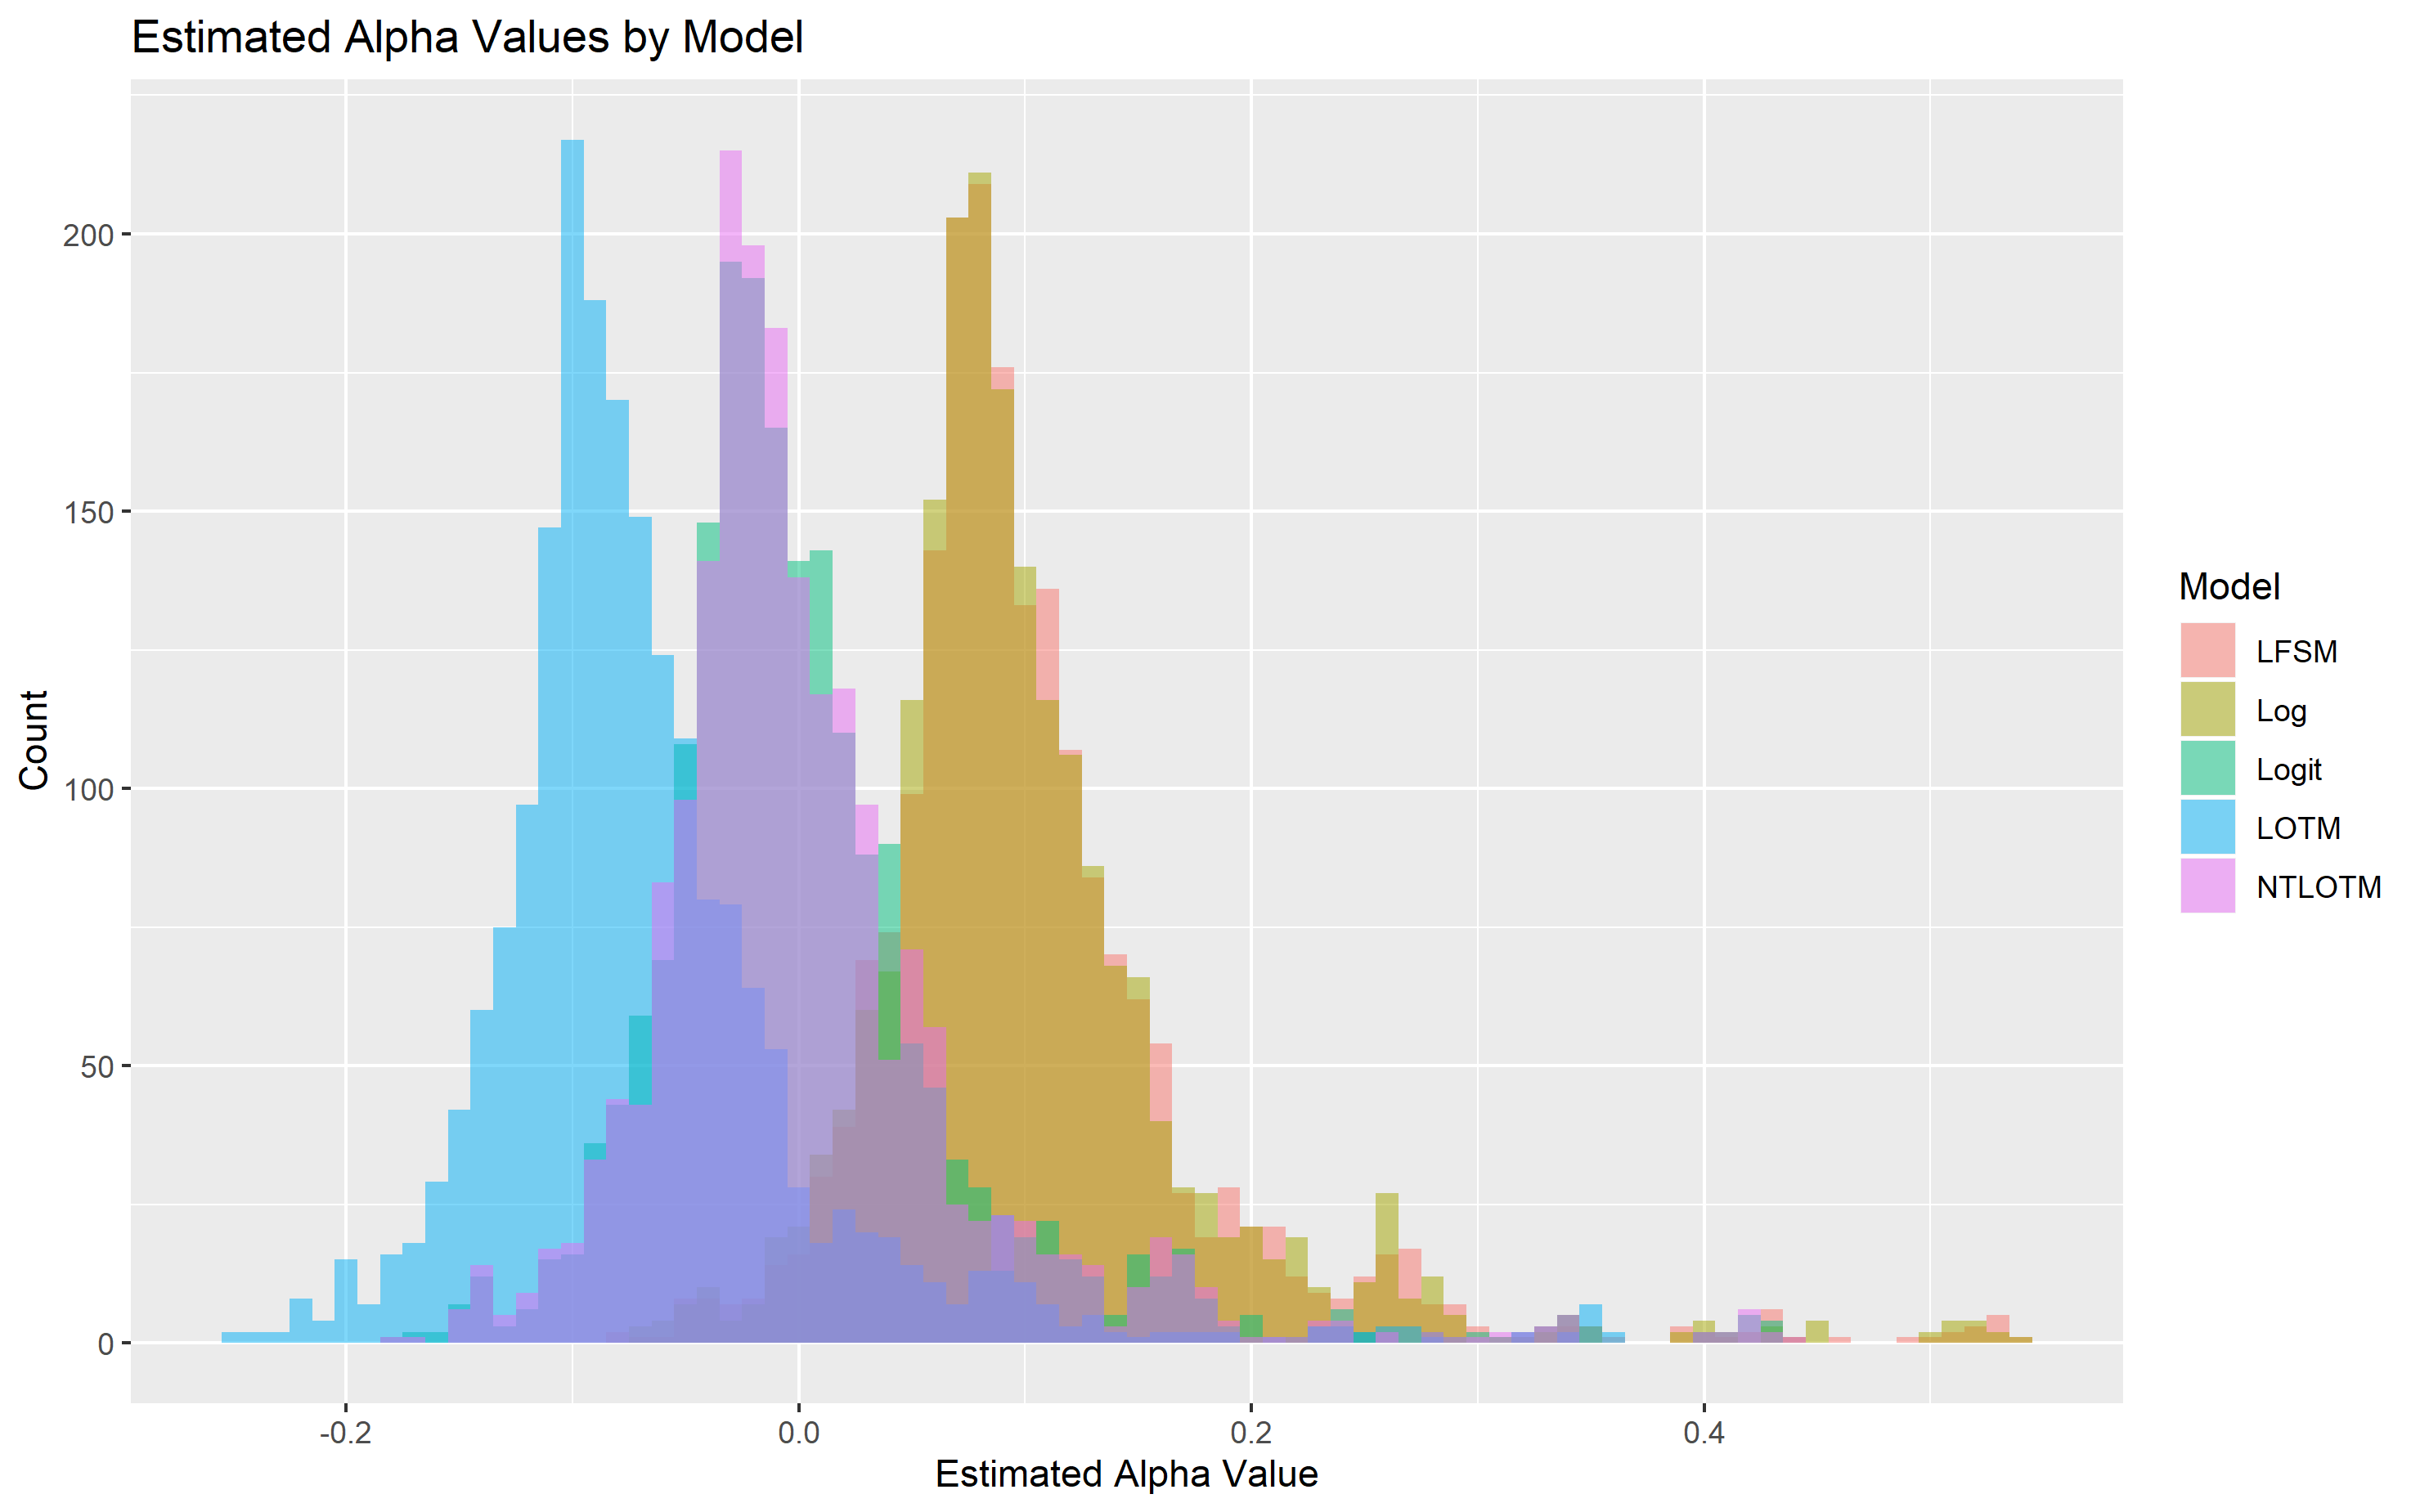 Estimated Alpha Values by Model
Count
200
150
100
50
0
-0.2
0.0
0.2
0.4
Estimated Alpha Value
Model
LFSM
Log
Logit
LOTM
NTLOTM